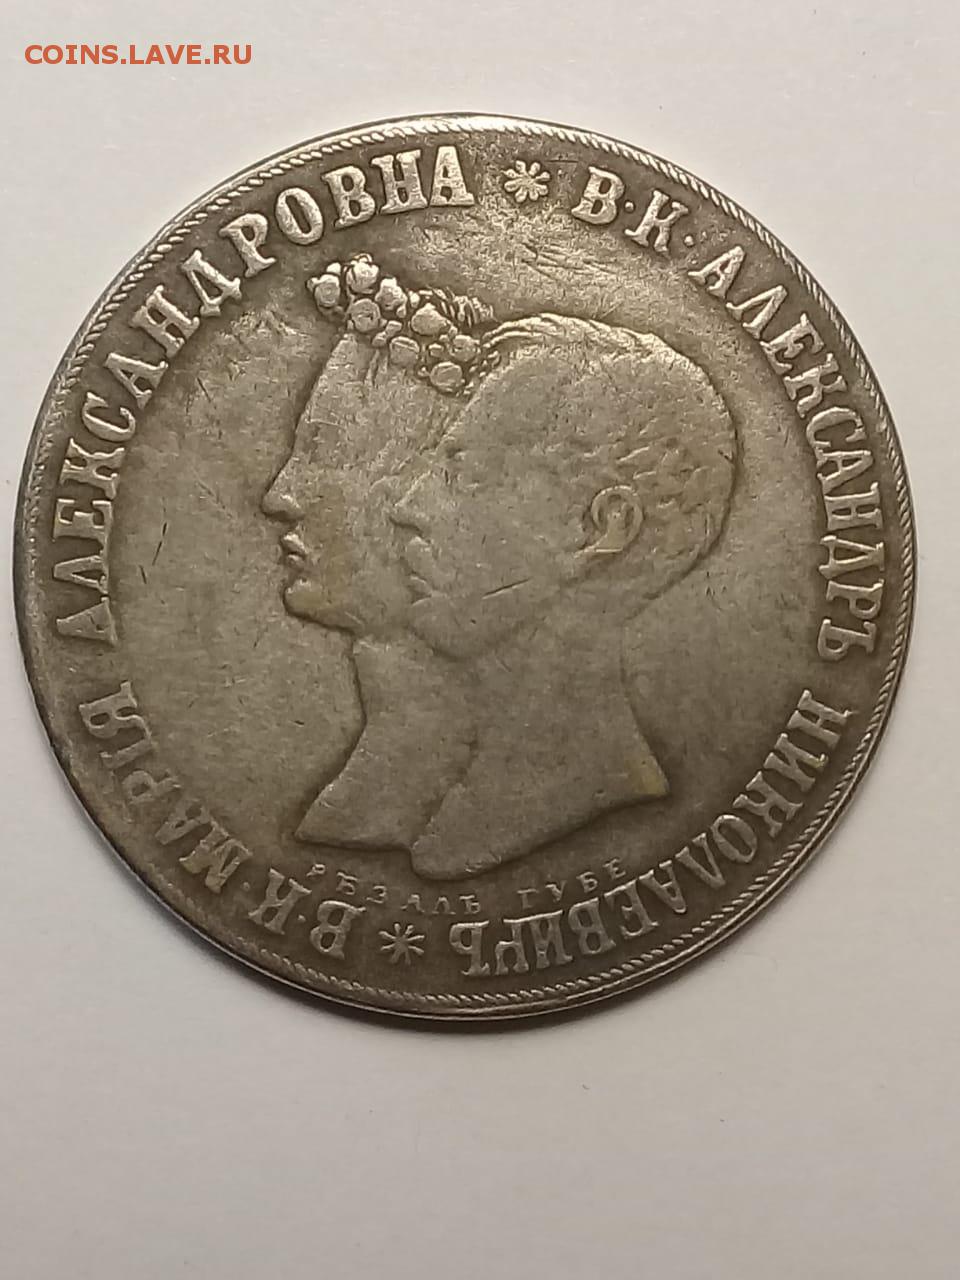 COINS.LAVE.RU
В·К·МАРІЯ АЛЕКСАНДРОВНА * В·К·АЛЕКСАНДРЪ НИКОЛАЕВИЧЪ *
РѢЗАЛЪ ГУБЕ